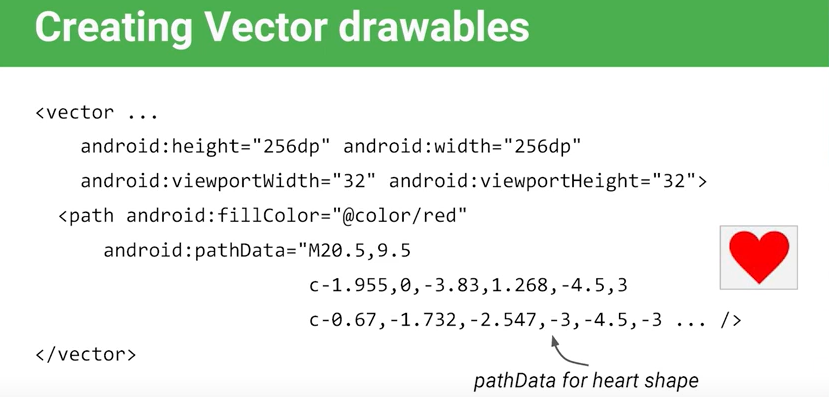 Creating Vector drawables
<vector ...
android:height="256dp" android:width="256dp"
android:viewportWidth="32" android:viewportHeight="32">
<path android:fillColor="@color/red"
android:pathData="M20.5,9.5
c-1.955,0,-3.83,1.268,-4.5,3
c-0.67,-1.732,-2.547,-3,-4.5,-3 ... />
</vector>
pathData for heart shape